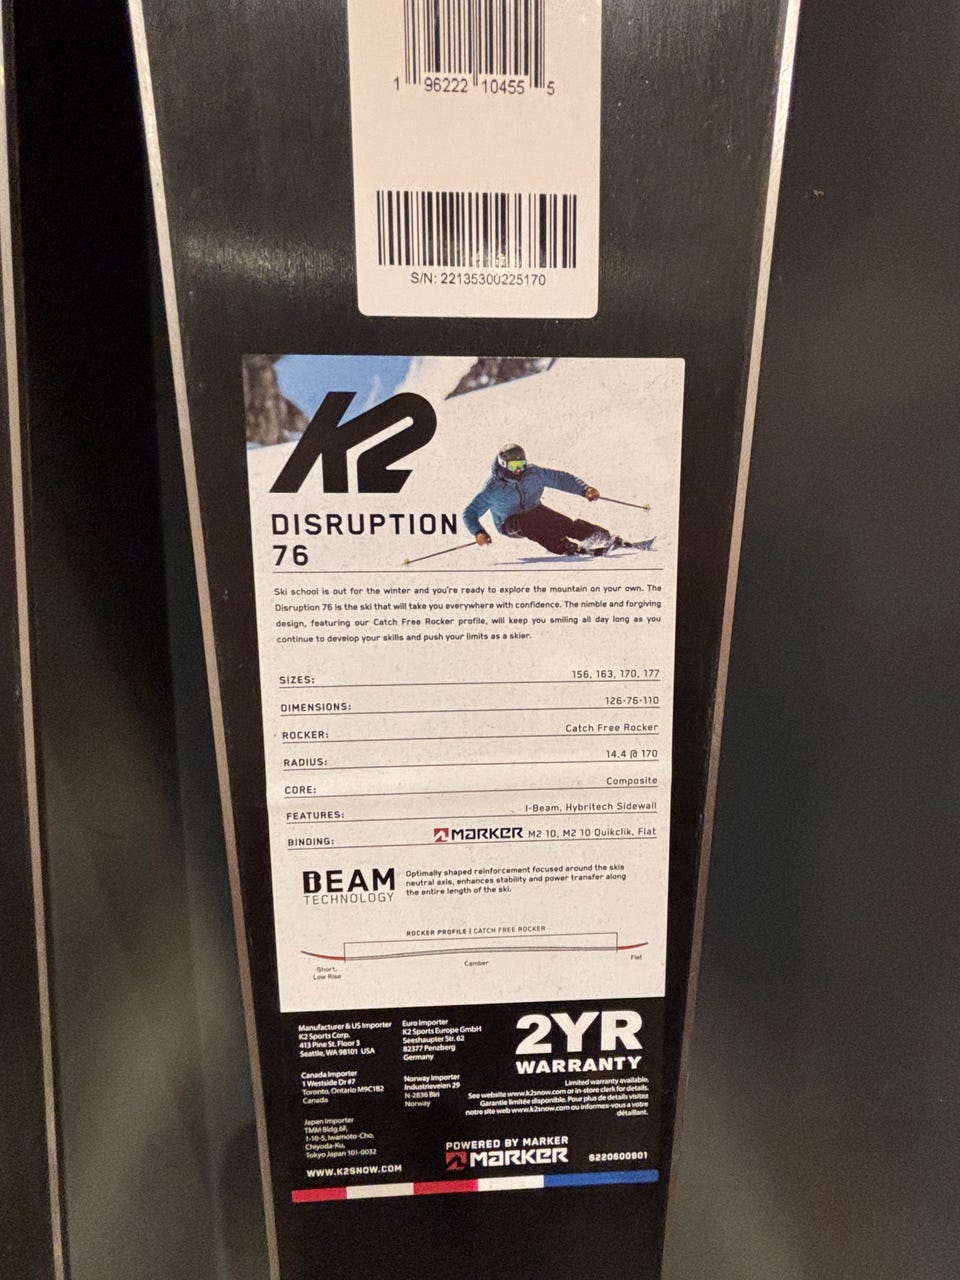 1 96222 10455 5
S/N: 22135300225170
K2
DISRUPTION
76
Ski school is out for the winter and you're ready to explore the mountain on your own. The
Disruption 76 is the ski that will take you everywhere with confidence. The nimble and forgiving
design, featuring our Catch Free Rocker profile, will keep you smiling all day long as you
continue to develop your skills and push your limits as a skier.
SIZES: 156, 163, 170, 177
DIMENSIONS: 126-76-110
ROCKER: Catch Free Rocker
RADIUS: 14.4 @ 170
CORE: Composite
FEATURES: I-Beam, Hybritech Sidewall
BINDING: MARKER M2 10, M2 10 Quikclik, Flat
BEAM
TECHNOLOGY
Optimally shaped reinforcement focused around the skis
neutral axis, enhances stability and power transfer along
the entire length of the ski.
ROCKER PROFILE | CATCH FREE ROCKER
Short,
Low Rise
Camber
Flat
Manufacturer & US Importer
K2 Sports Corp.
413 Pine St. Floor 3
Seattle, WA 98101 USA
Canada Importer
1 Westside Dr #7
Toronto, Ontario M9C1B2
Canada
Japan Importer
TMM Bldg.6F,
1-10-5, Iwamoto-Cho,
Chiyoda-Ku,
Tokyo Japan 101-0032
WWW.K2SNOW.COM
Euro Importer
K2 Sports Europe GmbH
Seeshaupter Str. 62
82377 Penzberg
Germany
Norway Importer
Industrieveien 29
N-2836 Biri
Norway
2YR
WARRANTY
Limited warranty available.
See website www.k2snow.com or in-store clerk for details.
Garantie limitée disponible. Pour plus de details visitez
notre site web www.k2snow.com ou informes-vous a votre
détaillant.
POWERED BY MARKER
MARKER
S220600901